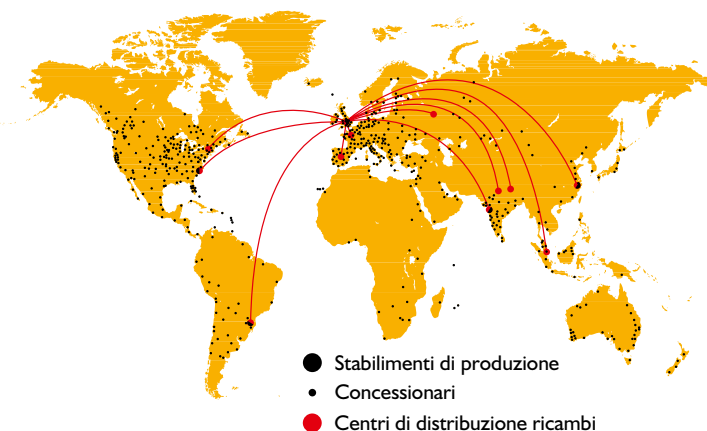 Stabilimenti di produzione
Concessionari
Centri di distribuzione ricambi